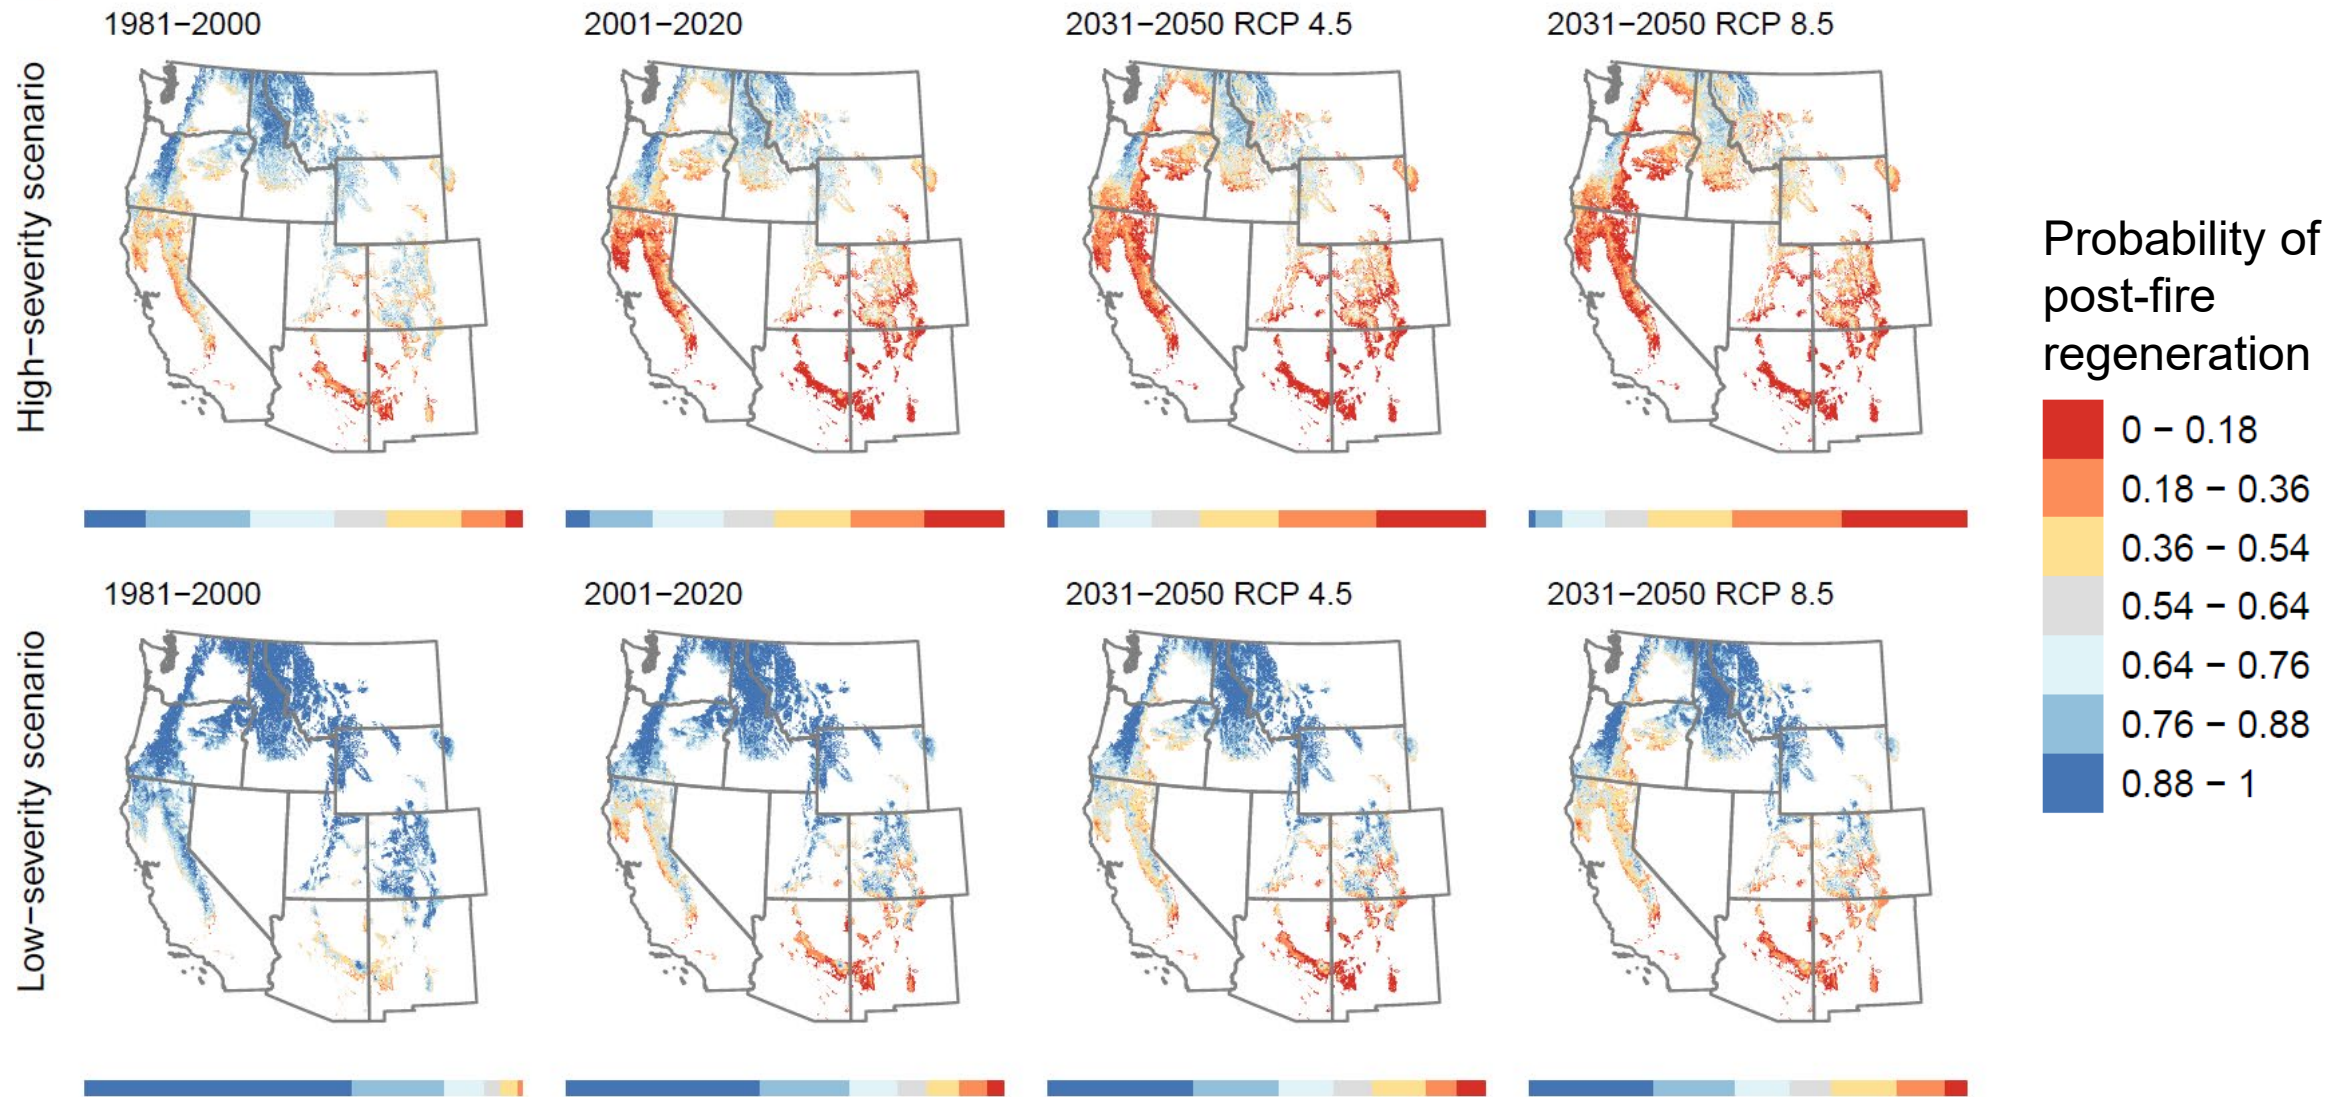 1981−2000
2001−2020
2031−2050 RCP 4.5
2031−2050 RCP 8.5
High−severity scenario
1981−2000
2001−2020
2031−2050 RCP 4.5
2031−2050 RCP 8.5
Low−severity scenario
Probability of
post-fire
regeneration
0 − 0.18
0.18 − 0.36
0.36 − 0.54
0.54 − 0.64
0.64 − 0.76
0.76 − 0.88
0.88 − 1